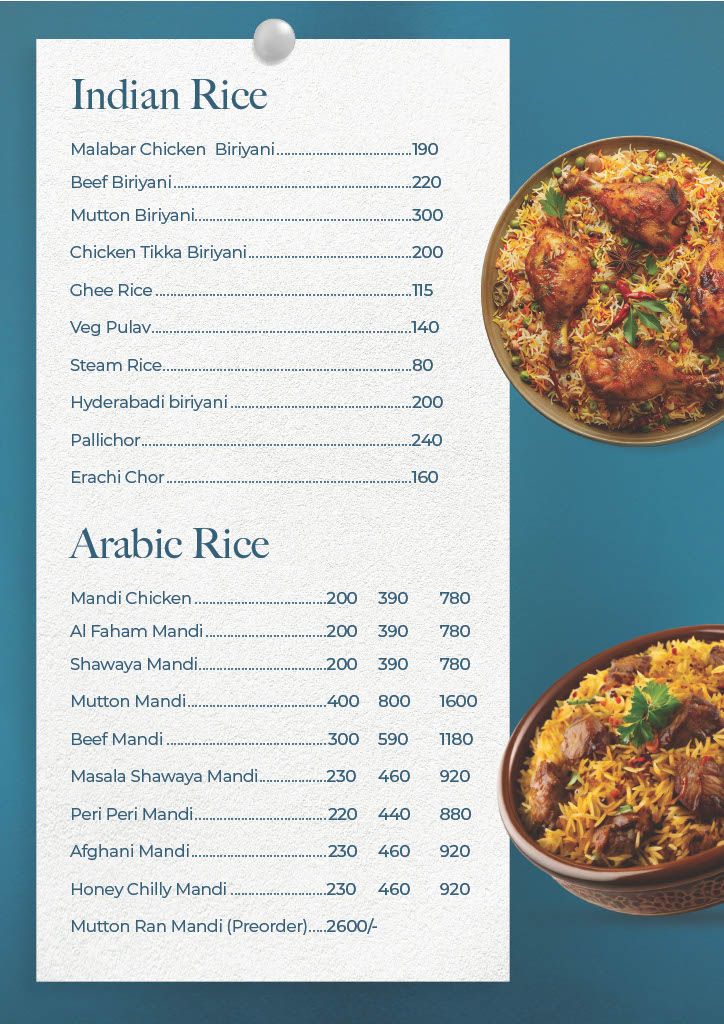 Indian Rice
Malabar Chicken  Biriyani..............................190
Beef Biriyani..............................220
Mutton Biriyani..............................300
Chicken Tikka Biriyani..............................200
Ghee Rice..............................115
Veg Pulav..............................140
Steam Rice..............................80
Hyderabadi biriyani..............................200
Pallichor..............................240
Erachi Chor..............................160
Arabic Rice
Mandi Chicken..............................200 390 780
Al Faham Mandi..............................200 390 780
Shawaya Mandi..............................200 390 780
Mutton Mandi..............................400 800 1600
Beef Mandi..............................300 590 1180
Masala Shawaya Mandi..............................230 460 920
Peri Peri Mandi..............................220 440 880
Afghani Mandi..............................230 460 920
Honey Chilly Mandi..............................230 460 920
Mutton Ran Mandi (Preorder).....2600/-